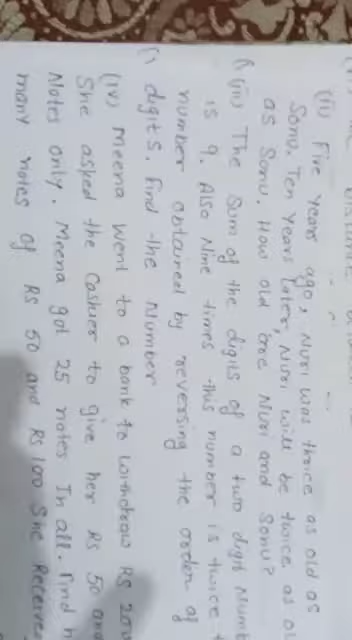 (ii) Five years ago, Nuri was thrice as old as
Sonu. Ten years later, Nuri will be twice as o
as Sonu. How old are Nuri and Sonu?
(iii) The Sum of the digits of a two digit numb
is 9. Also Nine times this number is twice t
number obtained by reversing the order of
digits. Find the Number
(iv) Meena went to a bank to withdraw RS 200
She asked the Cashier to give her RS 50 and
Notes only. Meena got 25 notes In all. Find h
many notes of RS 50 and RS 100 She Receive